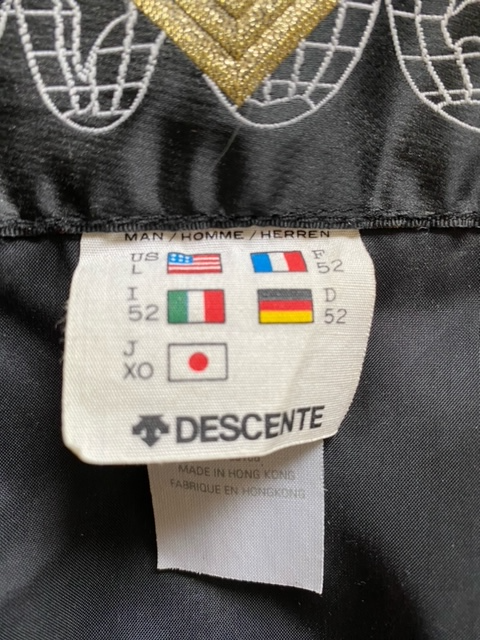 MAN / HOMME / HERREN
US F
L 52
I D
52 52
J
XO
DESCENTE
MADE IN HONG KONG
FABRIQUE EN HONGKONG